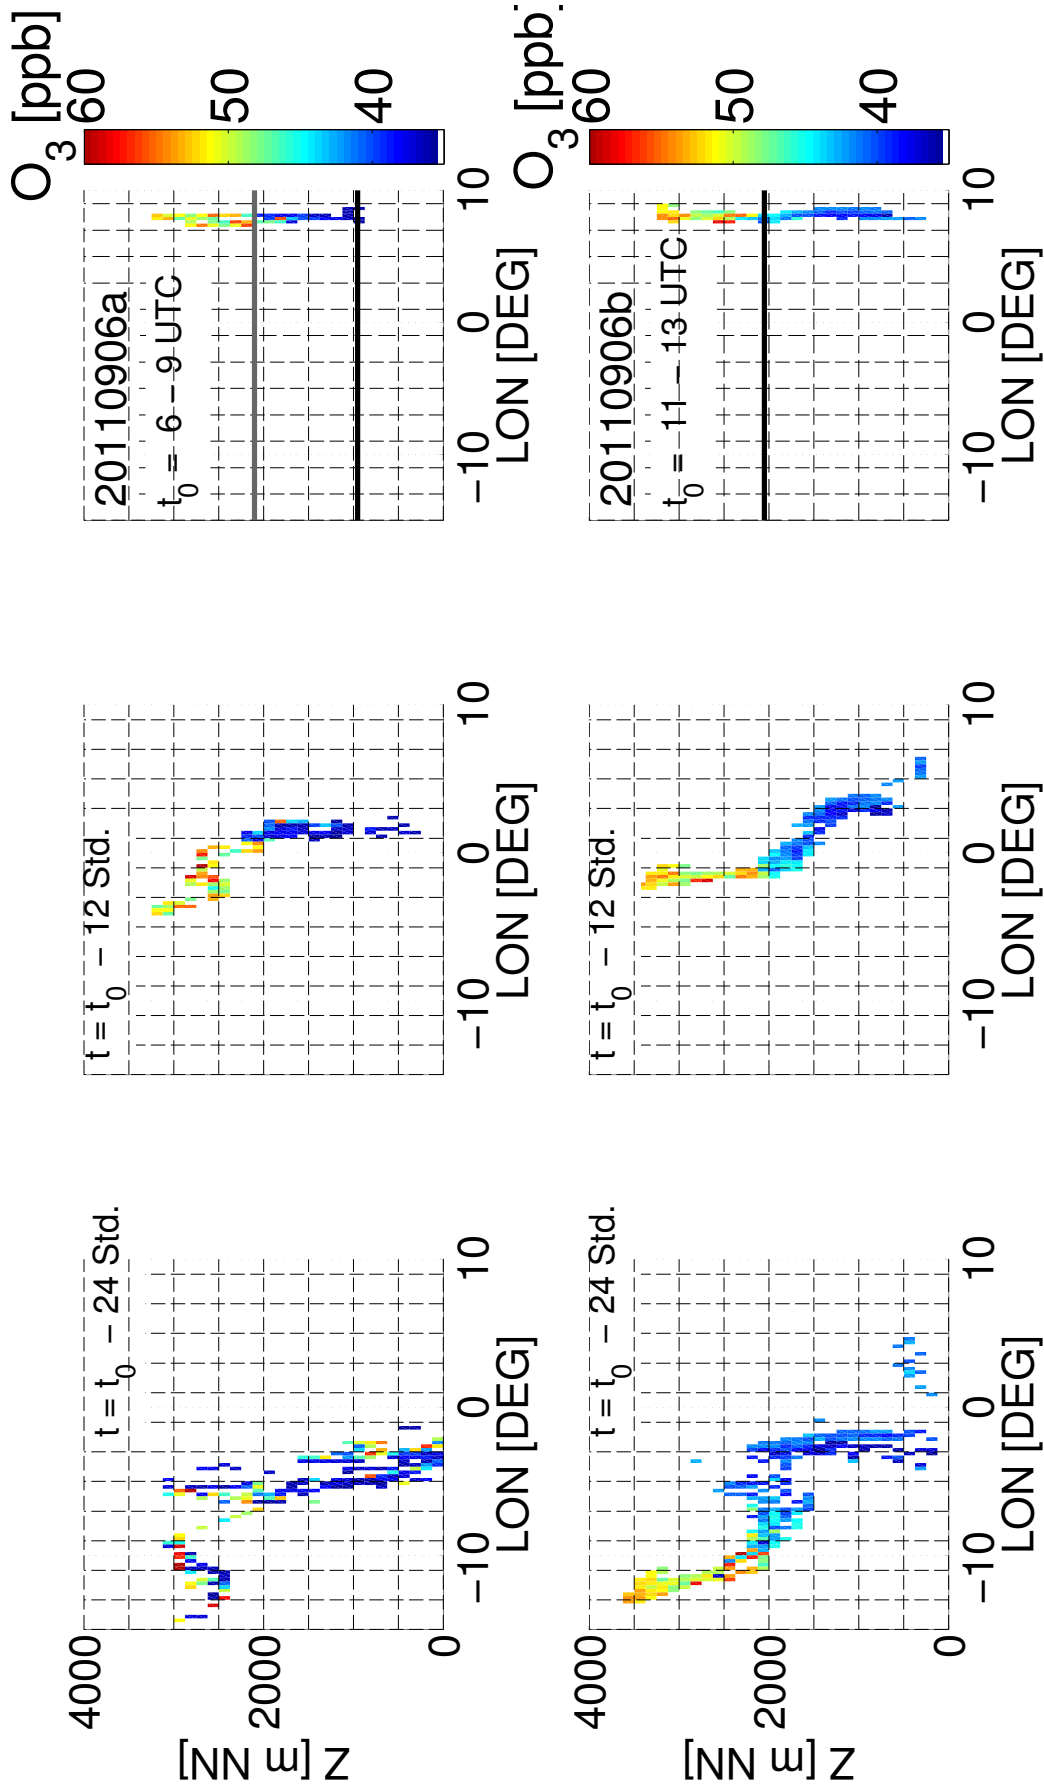 Z [m NN]
4000
2000
0
t = t0 − 24 Std.
−10 0 10
LON [DEG]
t = t0 − 12 Std.
−10 0 10
LON [DEG]
20110906a
t0 = 6 − 9 UTC
−10 0 10
LON [DEG]
O3 [ppb]
60
50
40
Z [m NN]
4000
2000
0
t = t0 − 24 Std.
−10 0 10
LON [DEG]
t = t0 − 12 Std.
−10 0 10
LON [DEG]
20110906b
t0 = 11 − 13 UTC
−10 0 10
LON [DEG]
O3 [ppb]
60
50
40